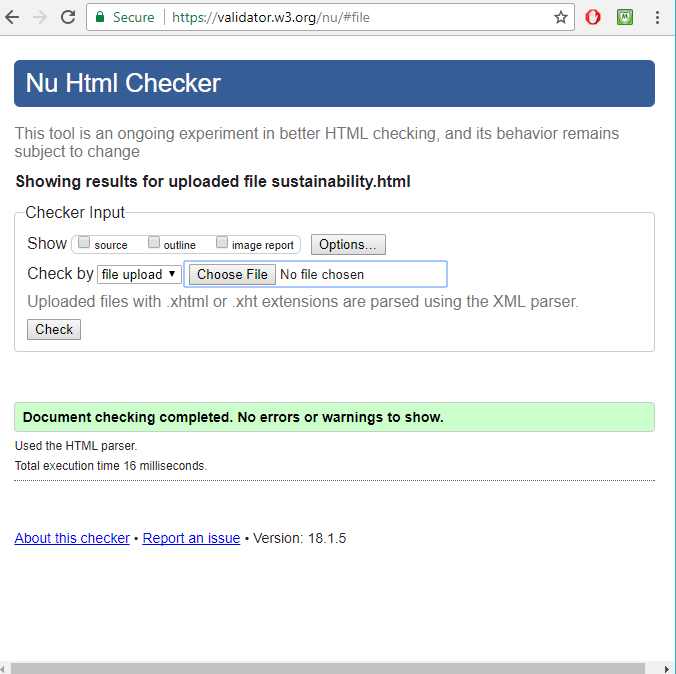 Secure https://validator.w3.org/nu/#file
Nu Html Checker
This tool is an ongoing experiment in better HTML checking, and its behavior remains
subject to change
Showing results for uploaded file sustainability.html
Checker Input
Show source outline image report Options...
Check by file upload Choose File No file chosen
Uploaded files with .xhtml or .xht extensions are parsed using the XML parser.
Check
Document checking completed. No errors or warnings to show.
Used the HTML parser.
Total execution time 16 milliseconds.
About this checker • Report an issue • Version: 18.1.5